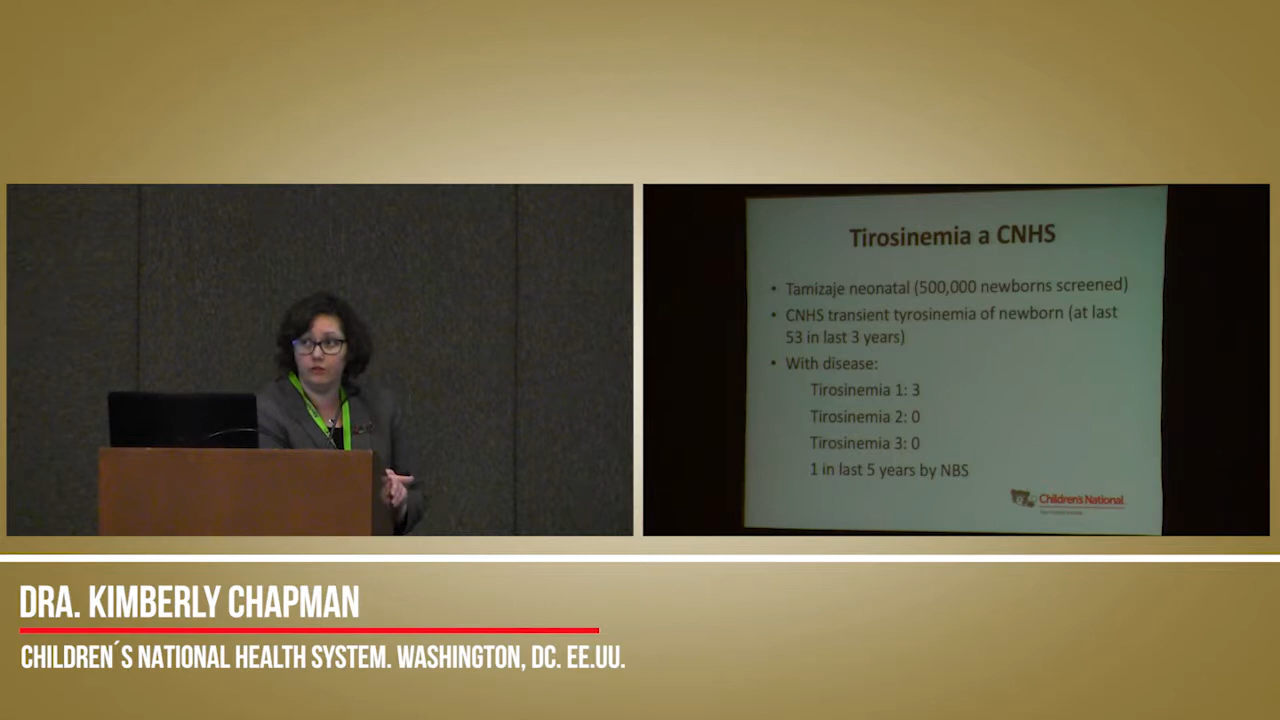 Tirosinemia a CNHS
• Tamizaje neonatal (500,000 newborns screened)
• CNHS transient tyrosinemia of newborn (at last
53 in last 3 years)
• With disease:
Tirosinemia 1: 3
Tirosinemia 2: 0
Tirosinemia 3: 0
1 in last 5 years by NBS
Children's National
DRA. KIMBERLY CHAPMAN
CHILDREN´S NATIONAL HEALTH SYSTEM. WASHINGTON, DC. EE.UU.